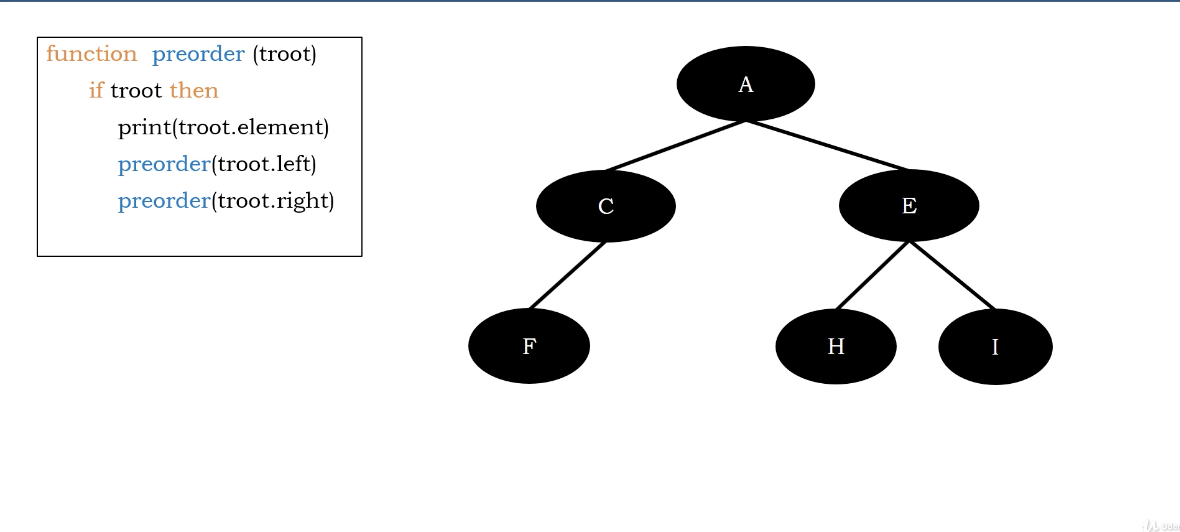 function preorder (troot)
if troot then
print(troot.element)
preorder(troot.left)
preorder(troot.right)
A
C
E
F
H
I